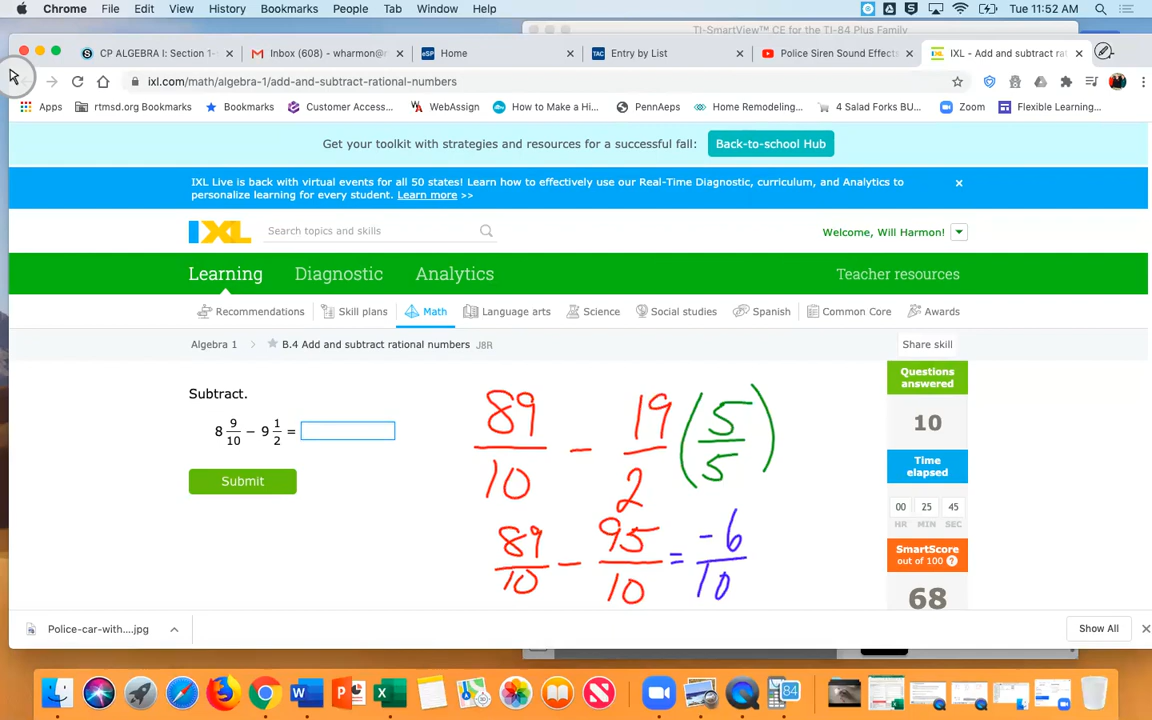 Chrome File Edit View History Bookmarks People Tab Window Help Tue 11:52 AM
TI-SmartView™ CE for the TI-84 Plus Family
CP ALGEBRA I: Section 1- Inbox (608) - wharmon@r Home Entry by List Police Siren Sound Effects IXL - Add and subtract rat
ixl.com/math/algebra-1/add-and-subtract-rational-numbers
Apps rtmsd.org Bookmarks Bookmarks Customer Access... WebAssign How to Make a Hi... PennAeps Home Remodeling... 4 Salad Forks BU... Zoom Flexible Learning...
Get your toolkit with strategies and resources for a successful fall: Back-to-school Hub
IXL Live is back with virtual events for all 50 states! Learn how to effectively use our Real-Time Diagnostic, curriculum, and Analytics to
personalize learning for every student. Learn more >>
IXL Search topics and skills Welcome, Will Harmon!
Learning Diagnostic Analytics Teacher resources
Recommendations Skill plans Math Language arts Science Social studies Spanish Common Core Awards
Algebra 1 > B.4 Add and subtract rational numbers J8R Share skill
Subtract.
8 9/10 − 9 1/2 =
Submit
89/10 − 19/2 (5/5)
89/10 − 95/10 = -6/10
Questions
answered
10
Time
elapsed
00 25 45
HR MIN SEC
SmartScore
out of 100 ?
68
Police-car-with....jpg Show All
84